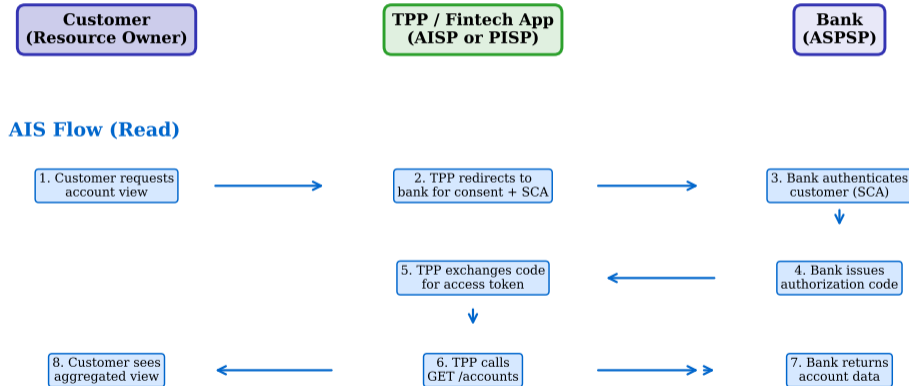 Customer
(Resource Owner)
TPP / Fintech App
(AISP or PISP)
Bank
(ASPSP)
AIS Flow (Read)
1. Customer requests
account view
2. TPP redirects to
bank for consent + SCA
3. Bank authenticates
customer (SCA)
5. TPP exchanges code
for access token
4. Bank issues
authorization code
8. Customer sees
aggregated view
6. TPP calls
GET /accounts
7. Bank returns
account data